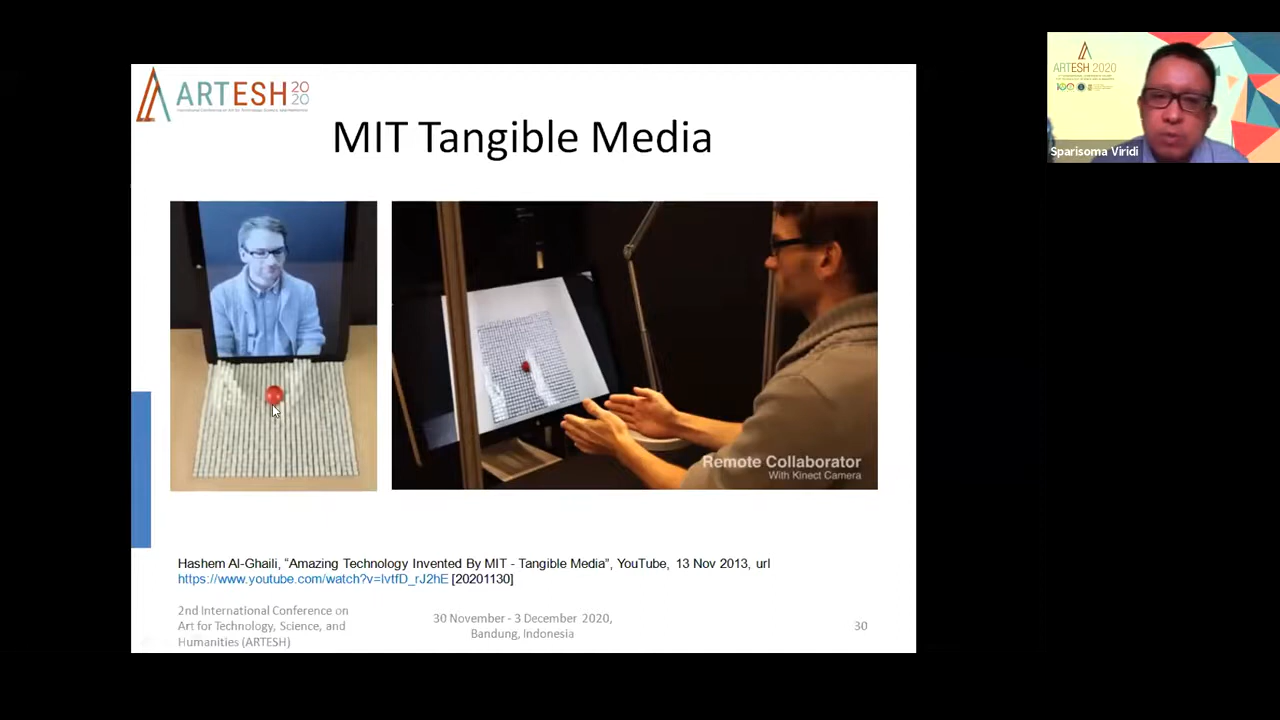 ARTESH 20
20
MIT Tangible Media
Remote Collaborator
With Kinect Camera
Hashem Al-Ghaili, “Amazing Technology Invented By MIT - Tangible Media”, YouTube, 13 Nov 2013, url
https://www.youtube.com/watch?v=lvtfD_rJ2hE [20201130]
2nd International Conference on
Art for Technology, Science, and
Humanities (ARTESH)
30 November - 3 December 2020,
Bandung, Indonesia
30
ARTESH 2020
Sparisoma Viridi